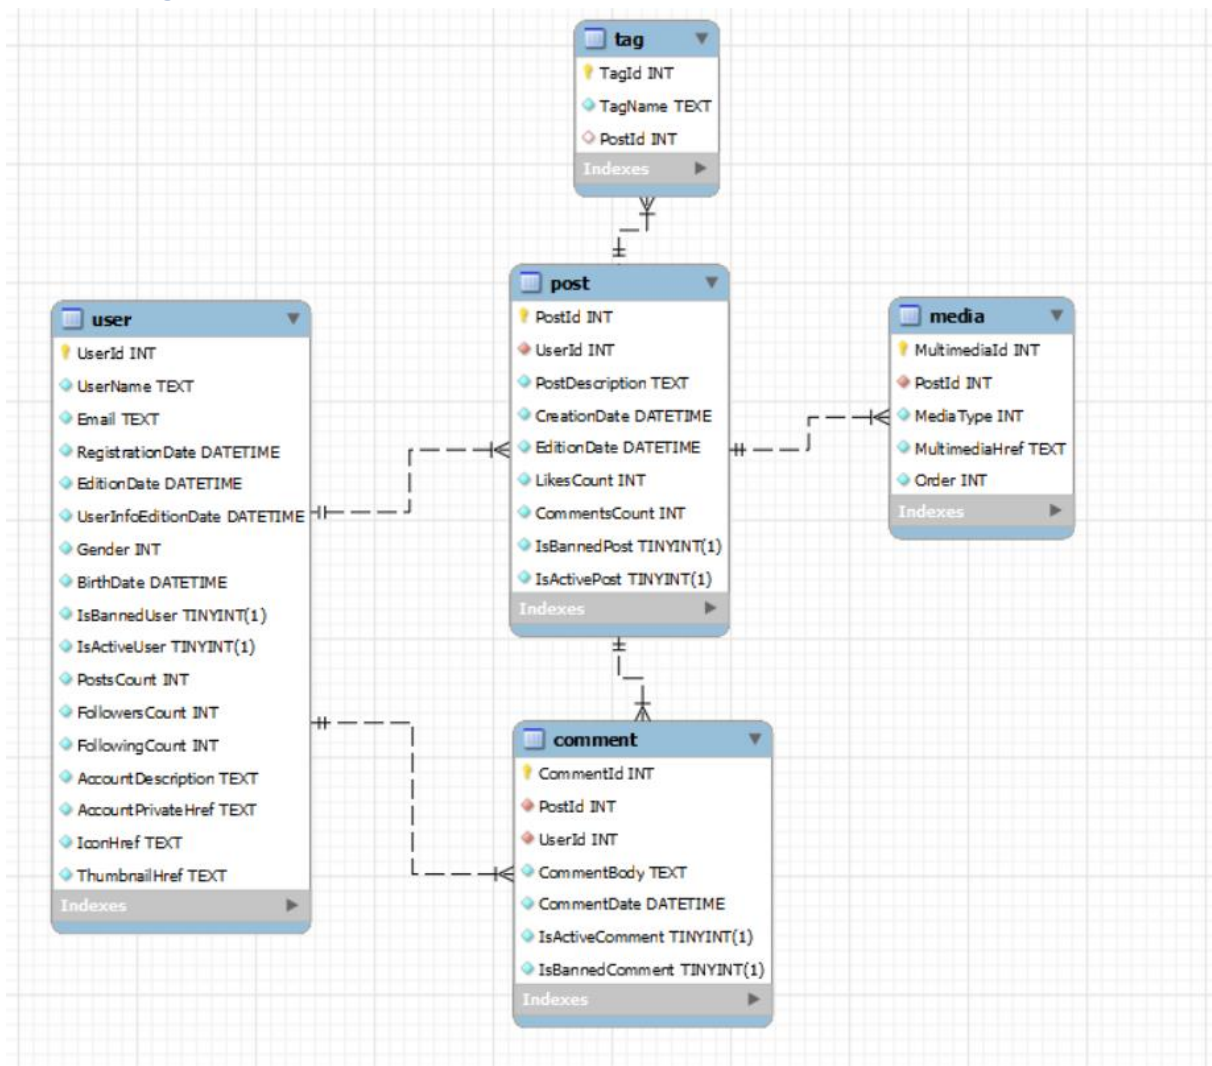 tag
TagId INT
TagName TEXT
PostId INT
Indexes
post
PostId INT
UserId INT
PostDescription TEXT
CreationDate DATETIME
EditionDate DATETIME
LikesCount INT
CommentsCount INT
IsBannedPost TINYINT(1)
IsActivePost TINYINT(1)
Indexes
user
UserId INT
UserName TEXT
Email TEXT
RegistrationDate DATETIME
EditionDate DATETIME
UserInfoEditionDate DATETIME
Gender INT
BirthDate DATETIME
IsBannedUser TINYINT(1)
IsActiveUser TINYINT(1)
PostsCount INT
FollowersCount INT
FollowingCount INT
AccountDescription TEXT
AccountPrivateHref TEXT
IconHref TEXT
ThumbnailHref TEXT
Indexes
media
MultimediaId INT
PostId INT
MediaType INT
MultimediaHref TEXT
Order INT
Indexes
comment
CommentId INT
PostId INT
UserId INT
CommentBody TEXT
CommentDate DATETIME
IsActiveComment TINYINT(1)
IsBannedComment TINYINT(1)
Indexes